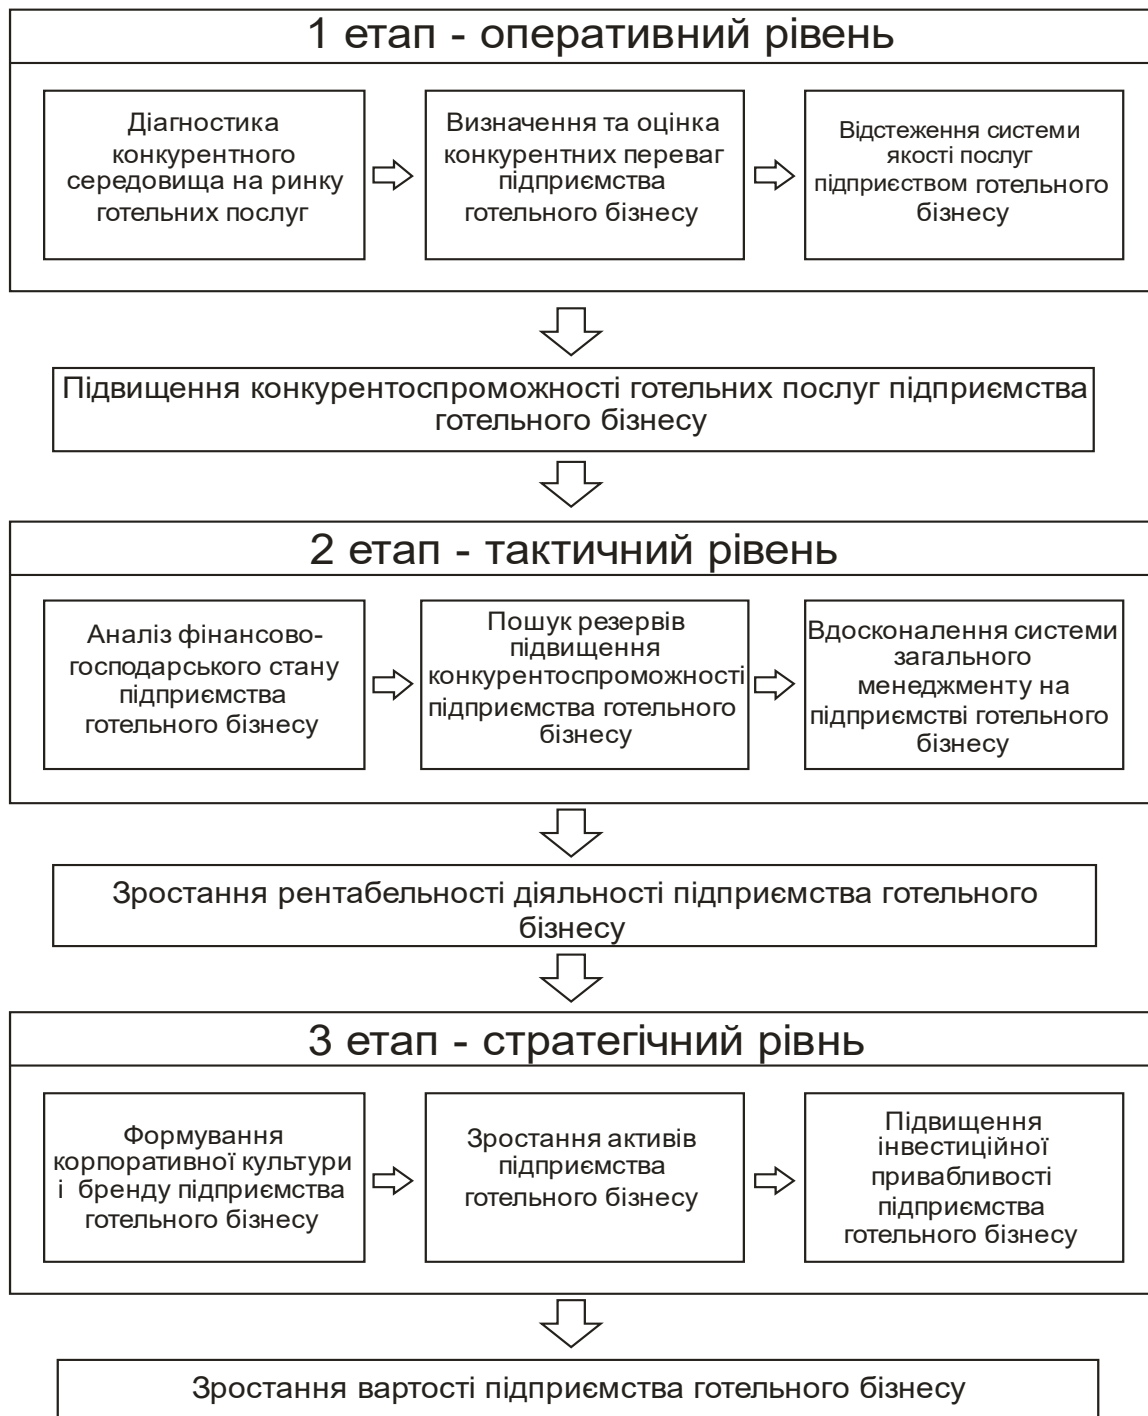 1 етап - оперативний рівень
Діагностика
конкурентного
середовища на ринку
готельних послуг
Визначення та оцінка
конкурентних переваг
підприємства
готельного бізнесу
Відстеження системи
якості послуг
підприєством готельного
бізнесу
Підвищення конкурентоспроможності готельних послуг підприємства
готельного бізнесу
2 етап - тактичний рівень
Аналіз фінансово-
господарського стану
підприємства
готельного бізнесу
Пошук резервів
підвищення
конкурентоспроможності
підприємства готельного
бізнесу
Вдосконалення системи
загального
менеджменту на
підприємстві готельного
бізнесу
Зростання рентабельності діяльності підприємства готельного
бізнесу
3 етап - стратегічний рівнь
Формування
корпоративної культури
і бренду підприємства
готельного бізнесу
Зростання активів
підприємства
готельного бізнесу
Підвищення
інвестиційної
привабливості
підприємства
готельного бізнесу
Зростання вартості підприємства готельного бізнесу